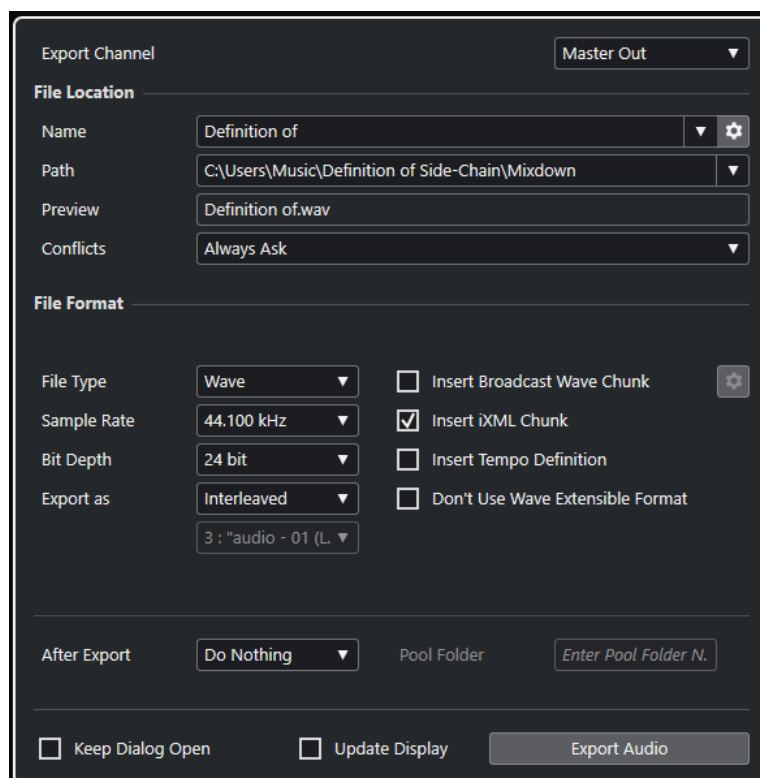 Export Channel Master Out
File Location
Name Definition of
Path C:\Users\Music\Definition of Side-Chain\Mixdown
Preview Definition of.wav
Conflicts Always Ask
File Format
File Type Wave Insert Broadcast Wave Chunk
Sample Rate 44.100 kHz Insert iXML Chunk
Bit Depth 24 bit Insert Tempo Definition
Export as Interleaved Don't Use Wave Extensible Format
3 : "audio - 01 (L.
After Export Do Nothing Pool Folder Enter Pool Folder N.
Keep Dialog Open Update Display Export Audio